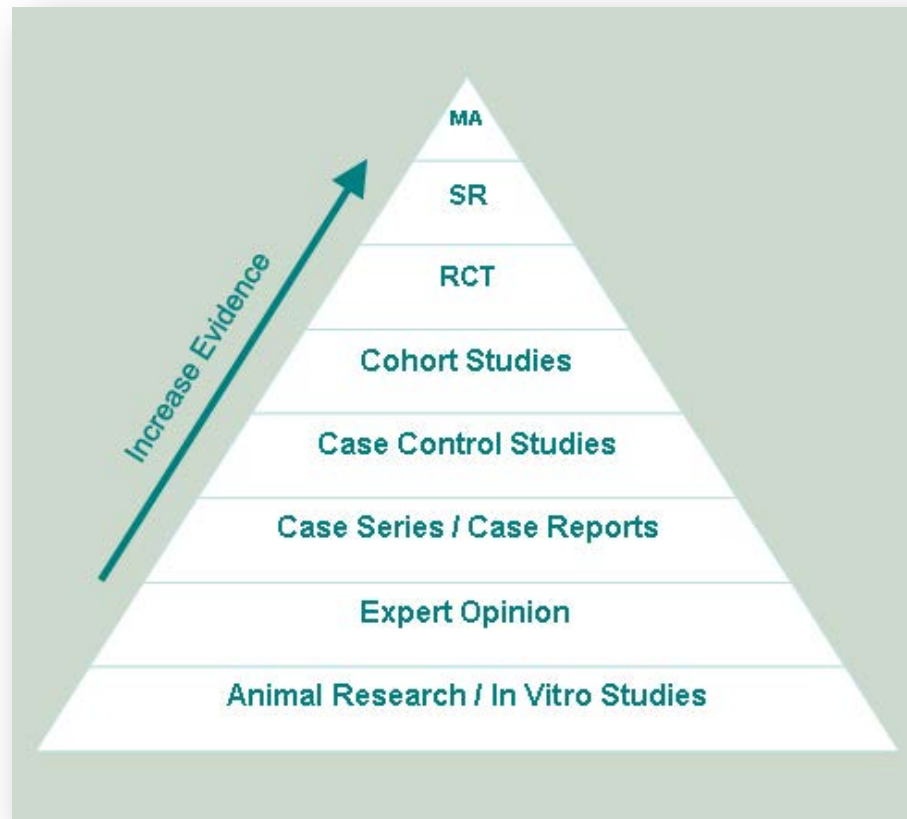 MA
SR
RCT
Increase Evidence
Cohort Studies
Case Control Studies
Case Series / Case Reports
Expert Opinion
Animal Research / In Vitro Studies